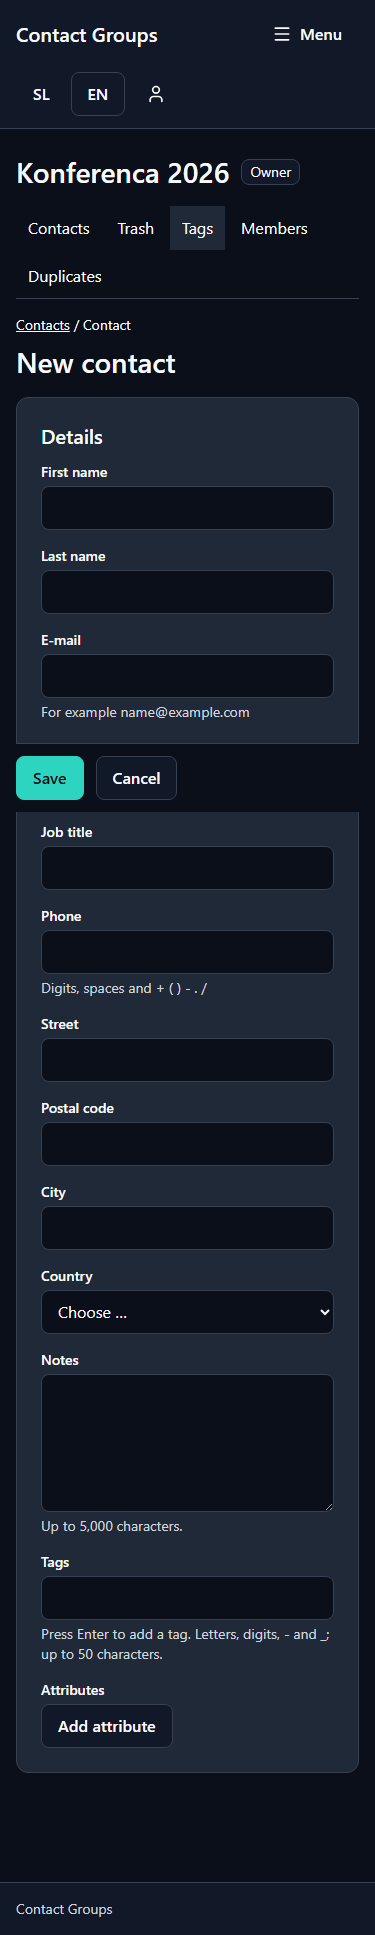 Contact Groups
Menu
SL
EN
Konferenca 2026
Owner
Contacts
Trash
Tags
Members
Duplicates
Contacts / Contact
New contact
Details
First name
Last name
E-mail
For example name@example.com
Save
Cancel
Job title
Phone
Digits, spaces and + ( ) - . /
Street
Postal code
City
Country
Choose ...
Notes
Up to 5,000 characters.
Tags
Press Enter to add a tag. Letters, digits, - and _;
up to 50 characters.
Attributes
Add attribute
Contact Groups